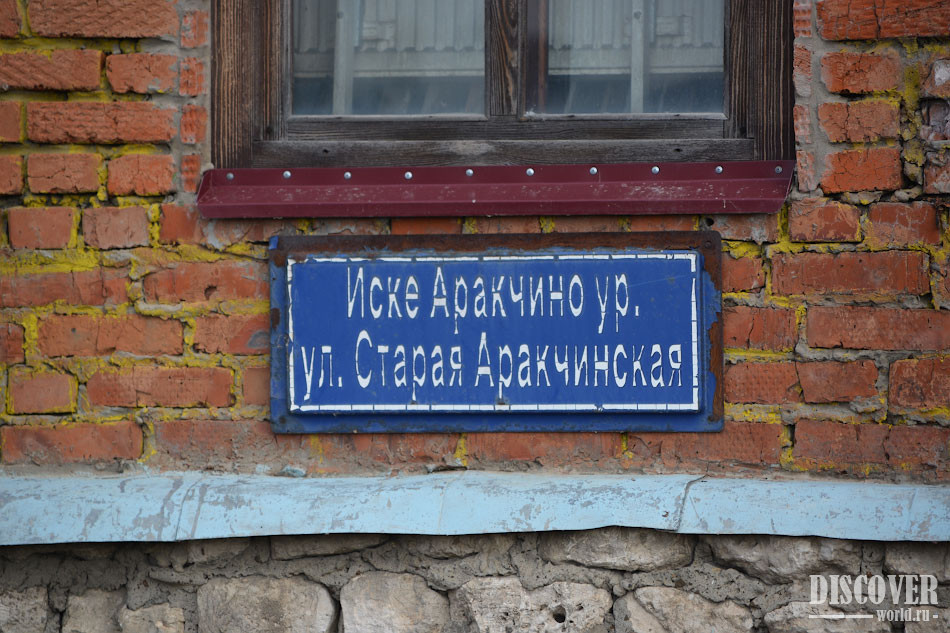 Иске Аракчино ур.
ул. Старая Аракчинская
DISCOVER
world.ru